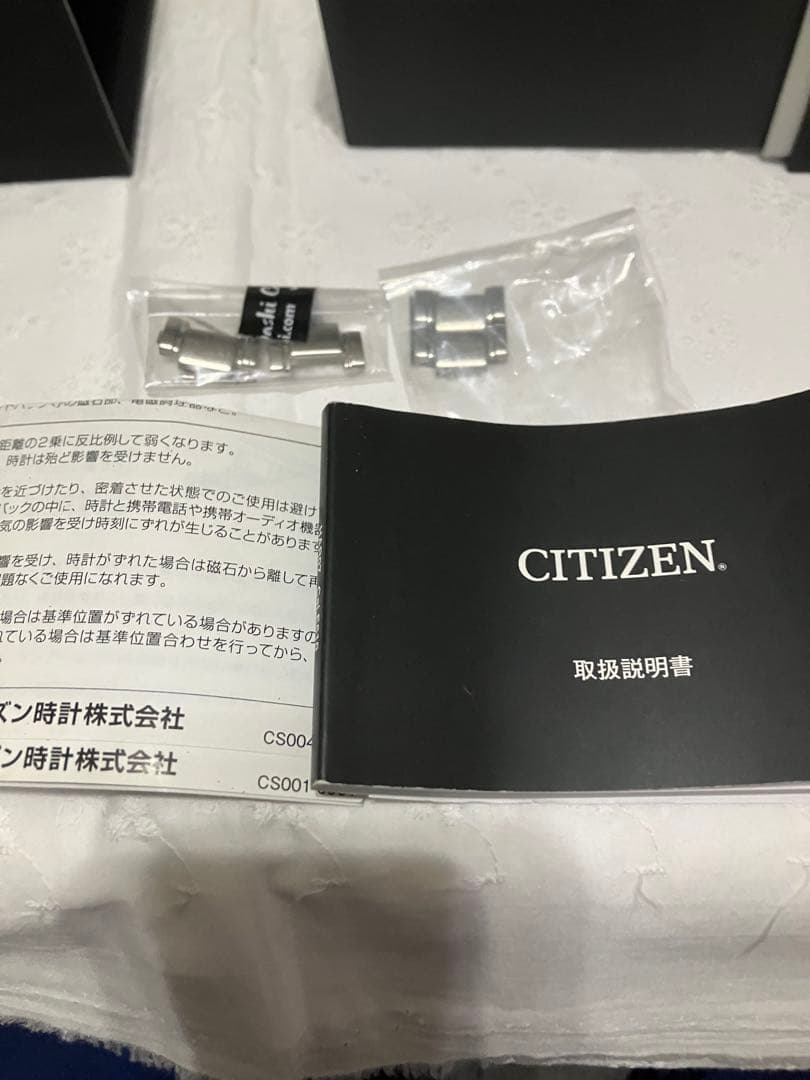 ashi
i.com
距離の2乗に反比例して弱くなります。
時計は殆ど影響を受けません。
を近づけたり、密着させた状態でのご使用は避け
バックの中に、時計と携帯電話や携帯オーディオ機器
気の影響を受け時刻にずれが生じることがあります
響を受け、時計がずれた場合は磁石から離して再
題なくご使用になれます。
場合は基準位置がずれている場合がありますの
れている場合は基準位置合わせを行ってから、
ズン時計株式会社
CS004
ン時計株式会社
CS001
CITIZEN®
取扱説明書